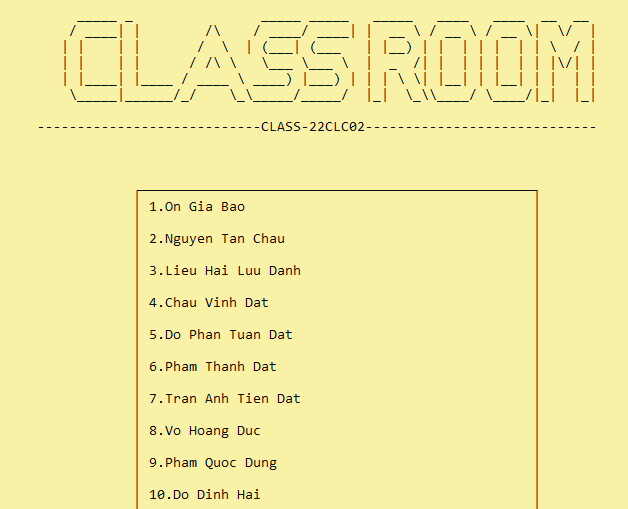 CLASSROOM
---------------------------CLASS-22CLC02----------------------------
1.On Gia Bao
2.Nguyen Tan Chau
3.Lieu Hai Luu Danh
4.Chau Vinh Dat
5.Do Phan Tuan Dat
6.Pham Thanh Dat
7.Tran Anh Tien Dat
8.Vo Hoang Duc
9.Pham Quoc Dung
10.Do Dinh Hai